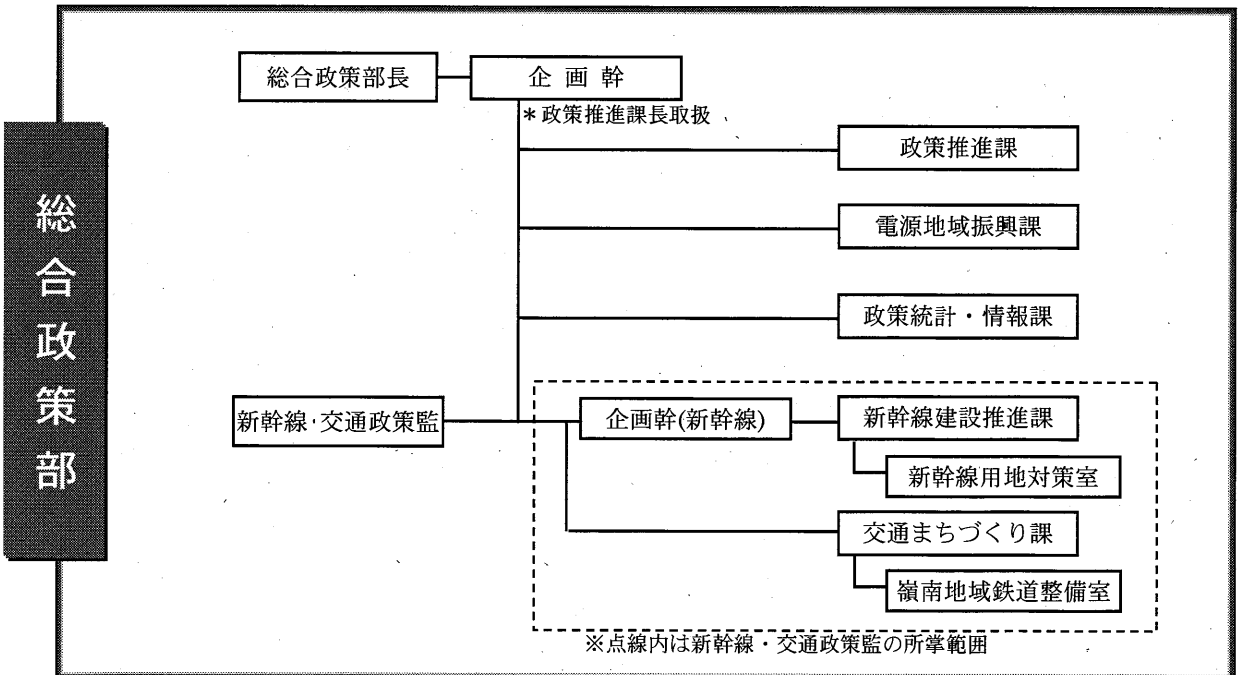 総合政策部
総合政策部長
企画幹
＊政策推進課長取扱
政策推進課
電源地域振興課
政策統計・情報課
新幹線・交通政策監
企画幹(新幹線)
新幹線建設推進課
新幹線用地対策室
交通まちづくり課
嶺南地域鉄道整備室
※点線内は新幹線・交通政策監の所掌範囲